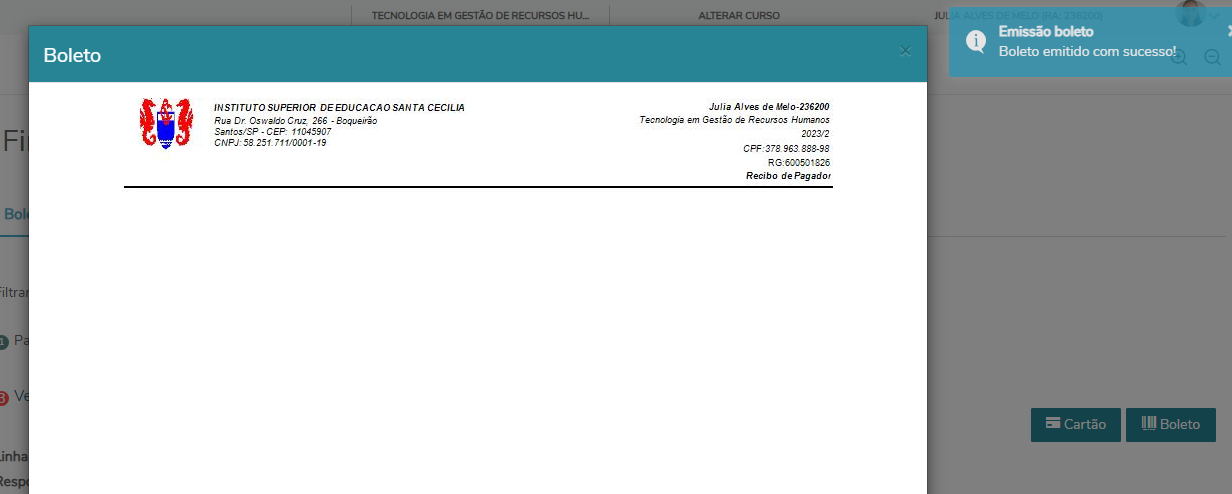 TECNOLOGIA EM GESTÃO DE RECURSOS HU...
ALTERAR CURSO
JULIA ALVES DE MELO (RA: 236200)
Emissão boleto
Boleto emitido com sucesso!
Boleto
×
INSTITUTO SUPERIOR DE EDUCACAO SANTA CECILIA
Rua Dr. Oswaldo Cruz, 266 - Boqueirão
Santos/SP - CEP: 11045907
CNPJ: 58.251.711/0001-19
Julia Alves de Melo-236200
Tecnologia em Gestão de Recursos Humanos
2023/2
CPF:378.963.888-98
RG:600501826
Recibo de Pagador
Fi
Bole
Filtrar
1 Pa
3 Ve
Cartão
Boleto
Linha
Respo